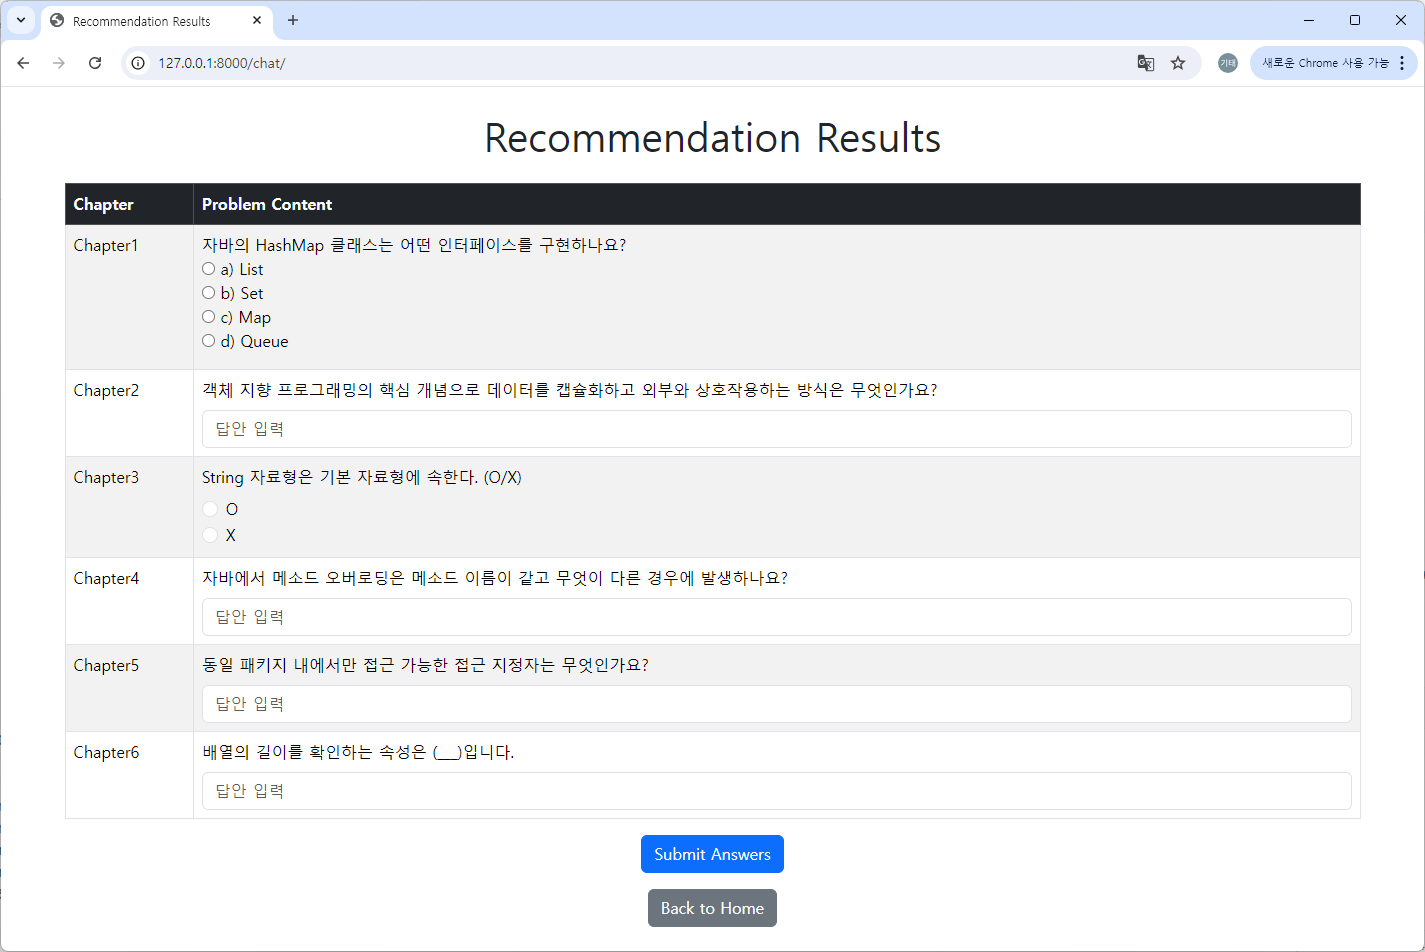 Recommendation Results
127.0.0.1:8000/chat/
기태
새로운 Chrome 사용 가능
Recommendation Results
Chapter
Problem Content
Chapter1
자바의 HashMap 클래스는 어떤 인터페이스를 구현하나요?
a) List
b) Set
c) Map
d) Queue
Chapter2
객체 지향 프로그래밍의 핵심 개념으로 데이터를 캡슐화하고 외부와 상호작용하는 방식은 무엇인가요?
답안 입력
Chapter3
String 자료형은 기본 자료형에 속한다. (O/X)
O
X
Chapter4
자바에서 메소드 오버로딩은 메소드 이름이 같고 무엇이 다른 경우에 발생하나요?
답안 입력
Chapter5
동일 패키지 내에서만 접근 가능한 접근 지정자는 무엇인가요?
답안 입력
Chapter6
배열의 길이를 확인하는 속성은 (___)입니다.
답안 입력
Submit Answers
Back to Home